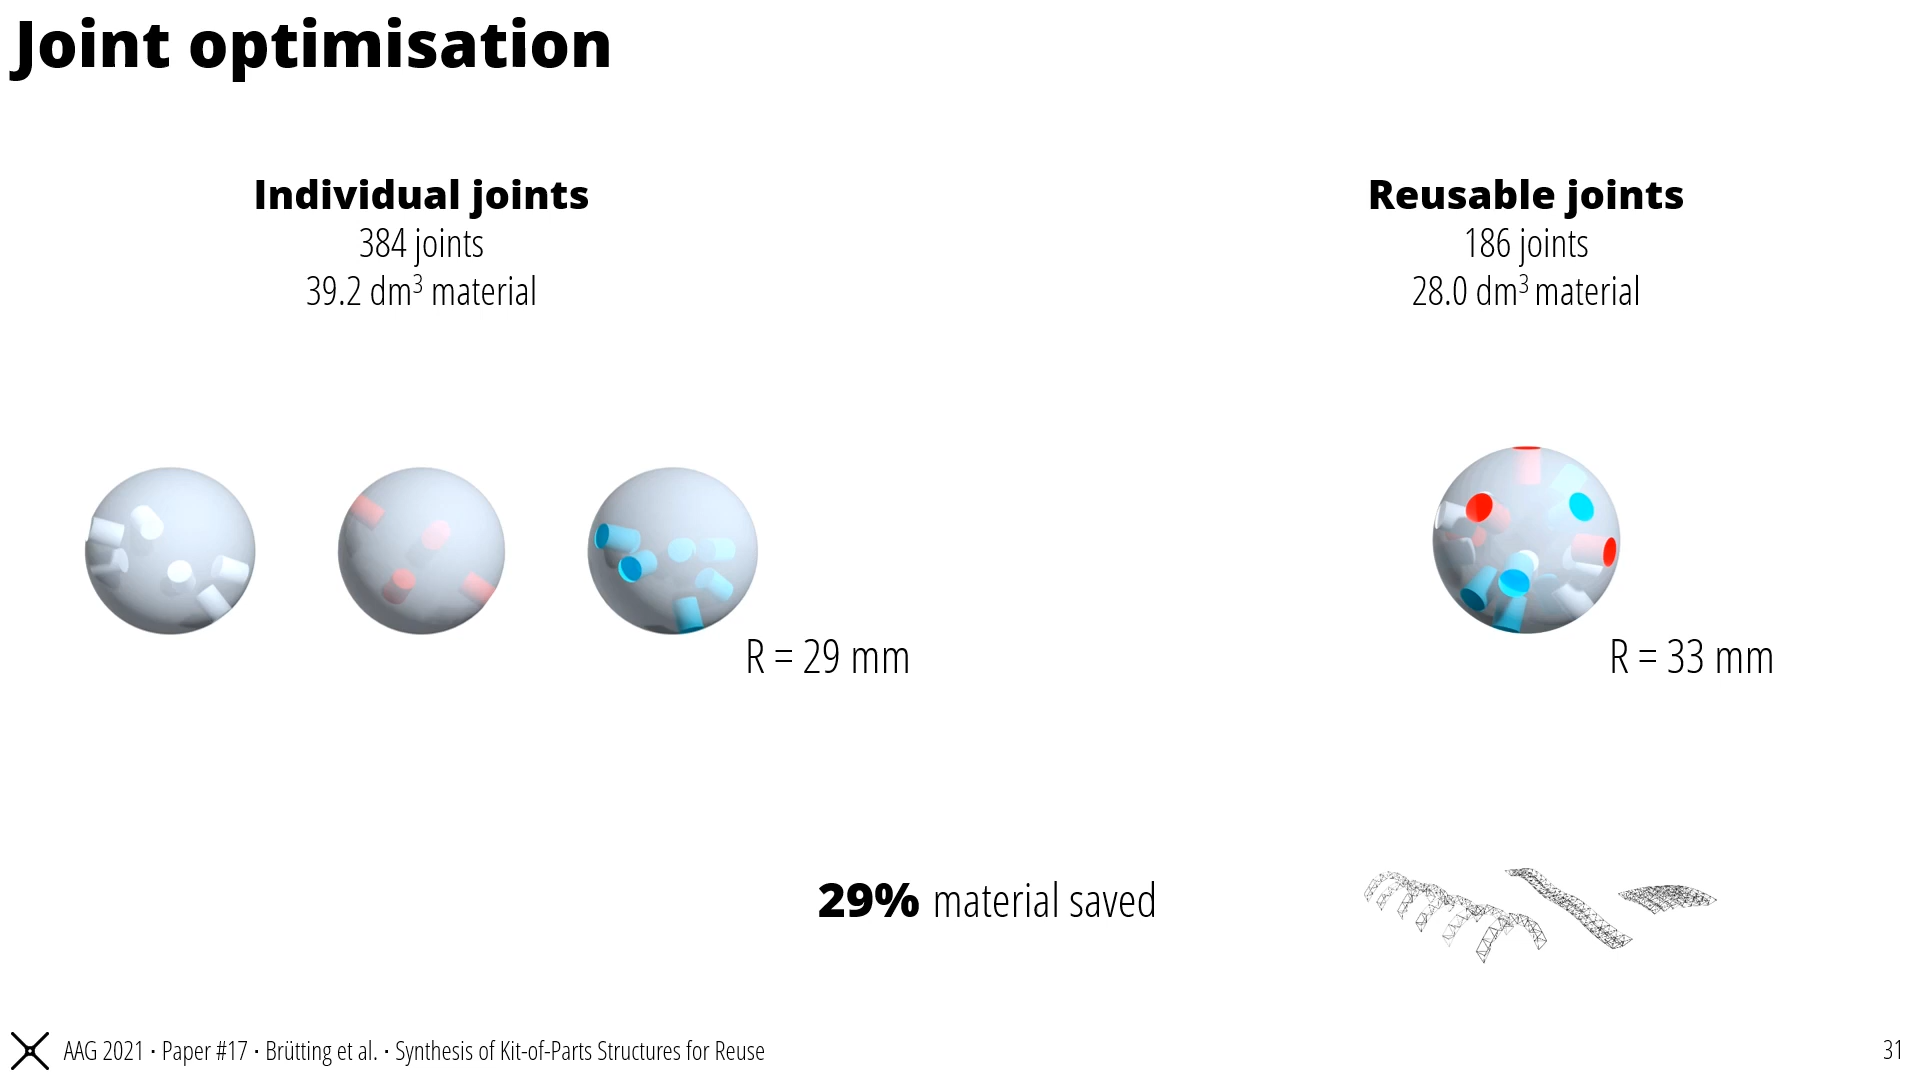 Joint optimisation
Individual joints
384 joints
39.2 dm³ material
Reusable joints
186 joints
28.0 dm³ material
R = 29 mm
R = 33 mm
29% material saved
AAG 2021 · Paper #17 · Brütting et al. · Synthesis of Kit-of-Parts Structures for Reuse
31